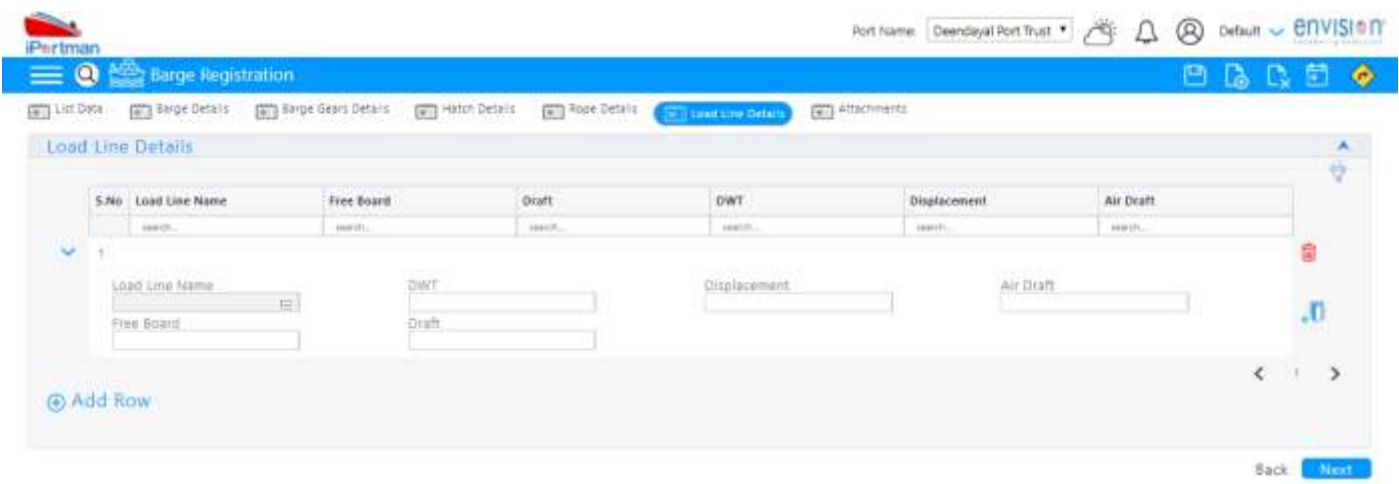 Port Name: Deendayal Port Trust Default envision
iPortman
Barge Registration
List Data Barge Details Barge Gears Details Hatch Details Rope Details Load Line Details Attachments
Load Line Details
S.No Load Line Name Free Board Draft DWT Displacement Air Draft
search... search... search... search... search... search...
1
Load Line Name DWT Displacement Air Draft
Free Board Draft
1
Add Row
Back Next